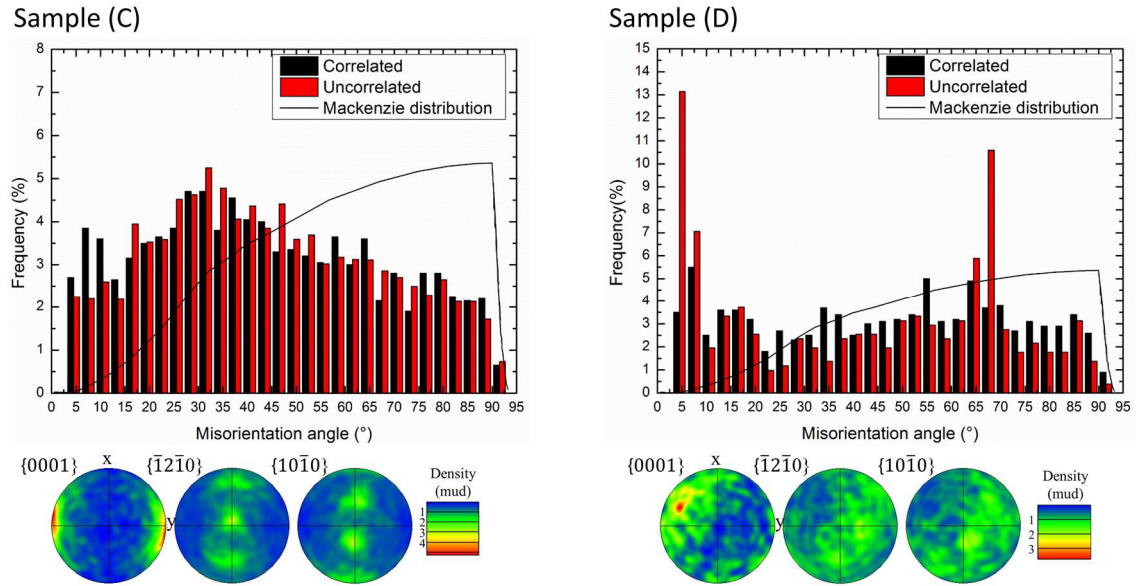 Sample (C)
8
7
6
5
4
3
2
1
0
Frequency (%)
Correlated
Uncorrelated
Mackenzie distribution
0 5 10 15 20 25 30 35 40 45 50 55 60 65 70 75 80 85 90 95
Misorientation angle (°)
{0001} x {1̄21̄0} {101̄0}
y
Density
(mud)
1
2
3
4
Sample (D)
15
14
13
12
11
10
9
8
7
6
5
4
3
2
1
0
Frequency(%)
Correlated
Uncorrelated
Mackenzie distribution
0 5 10 15 20 25 30 35 40 45 50 55 60 65 70 75 80 85 90 95
Misorientation angle (°)
{0001} x {1̄21̄0} {101̄0}
y
Density
(mud)
1
2
3